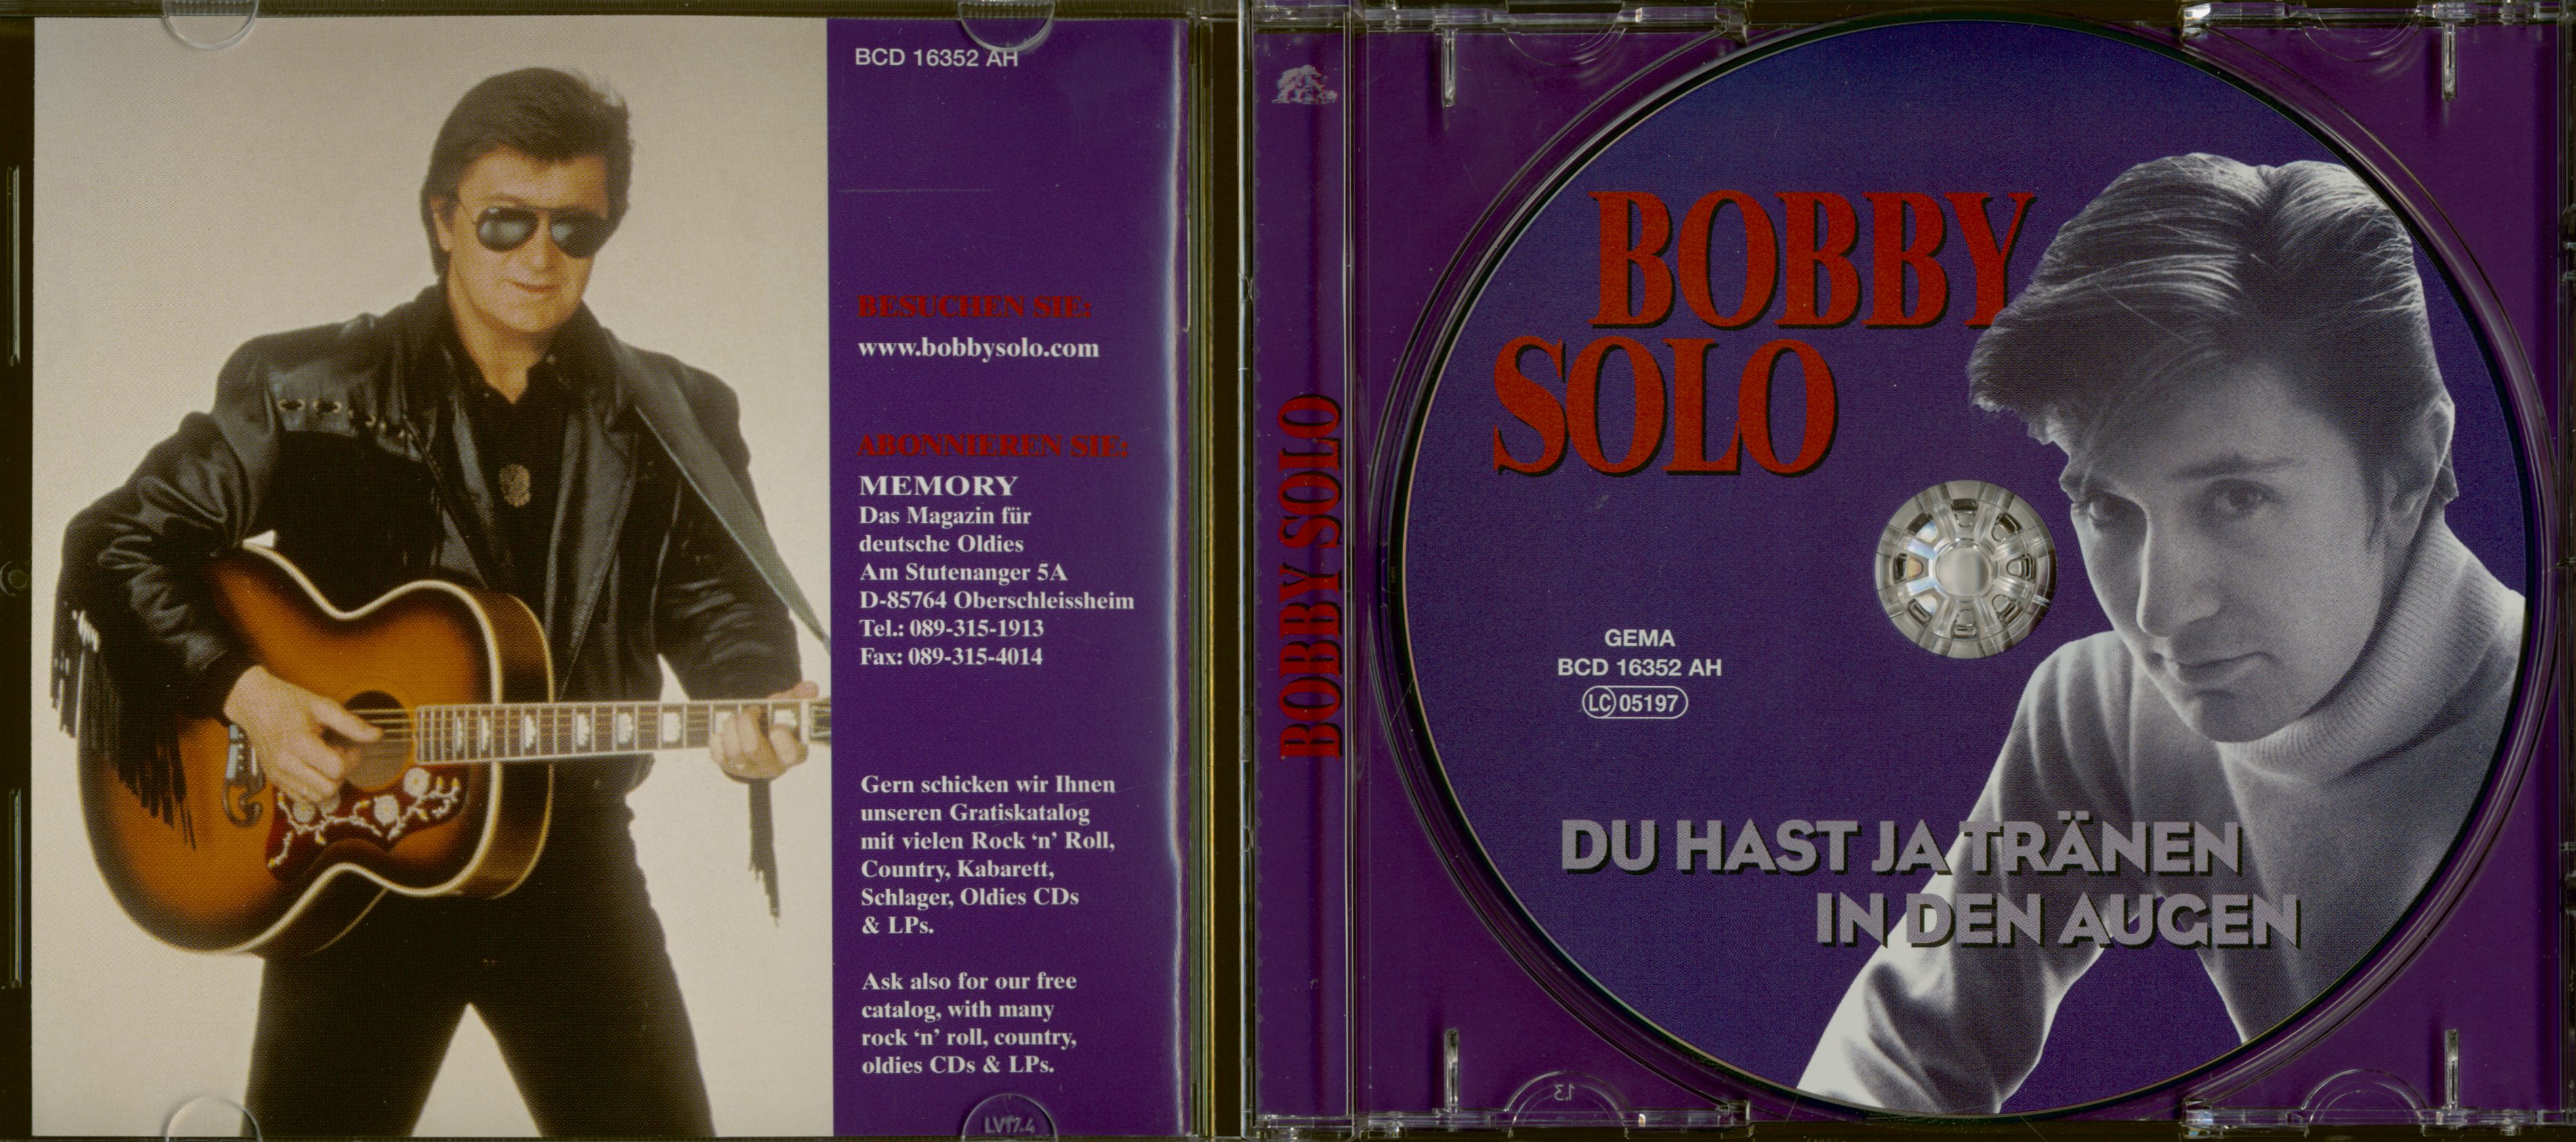 BCD 16352 AH
BESUCHEN SIE:
www.bobbysolo.com
ABONNIEREN SIE:
MEMORY
Das Magazin für
deutsche Oldies
Am Stutenanger 5A
D-85764 Oberschleissheim
Tel.: 089-315-1913
Fax: 089-315-4014
Gern schicken wir Ihnen
unseren Gratiskatalog
mit vielen Rock ‘n’ Roll,
Country, Kabarett,
Schlager, Oldies CDs
& LPs.
Ask also for our free
catalog, with many
rock ‘n’ roll, country,
oldies CDs & LPs.
LV17.4
BOBBY SOLO
BOBBY
SOLO
GEMA
BCD 16352 AH
LC 05197
DU HAST JA TRÄNEN
IN DEN AUGEN
13